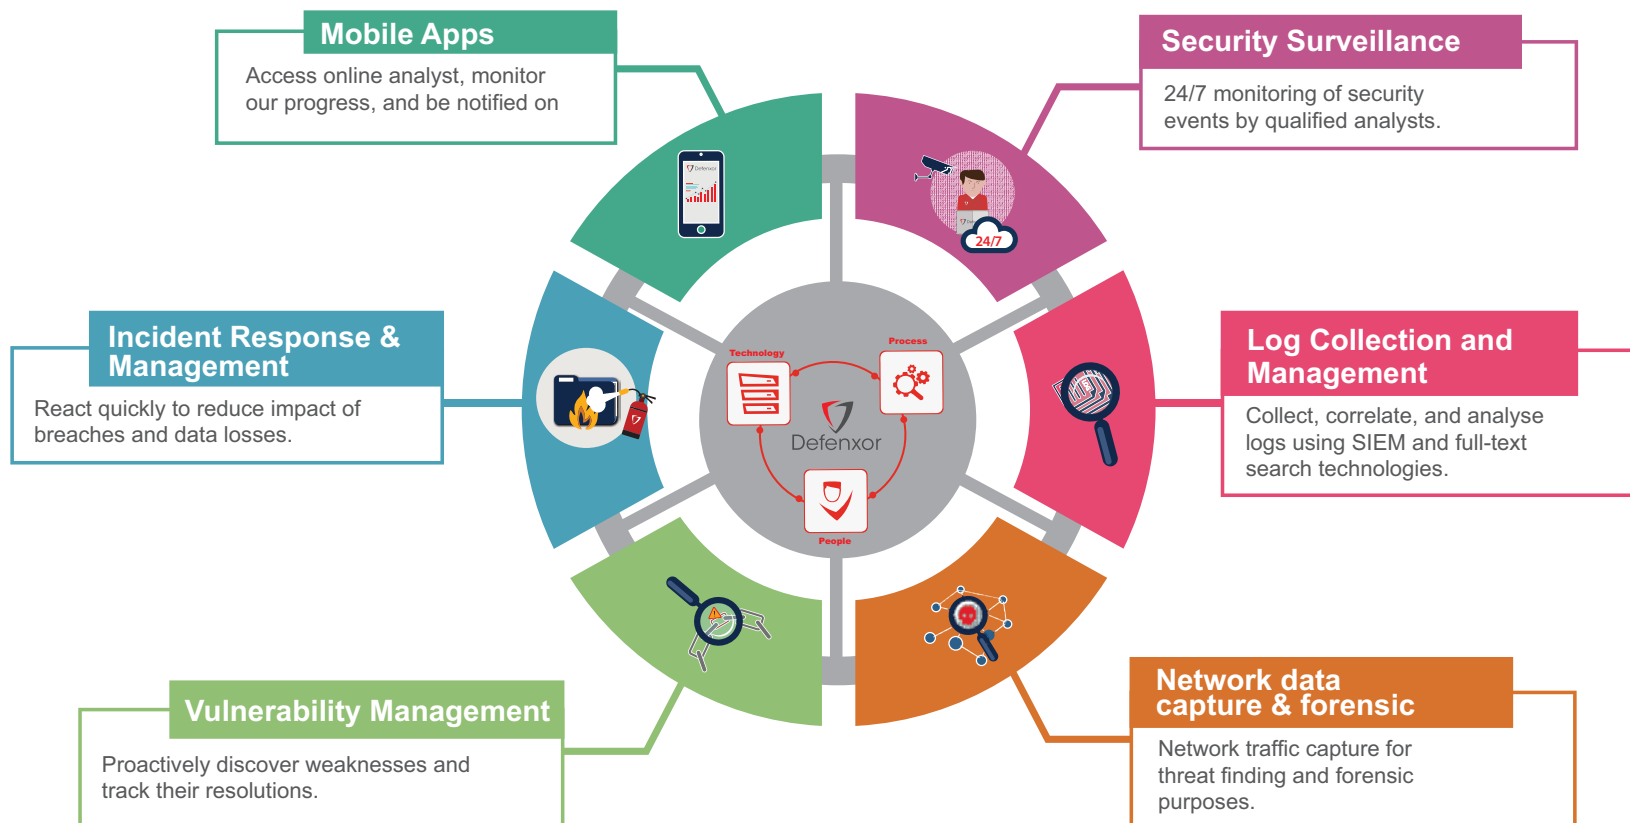 Mobile Apps
Access online analyst, monitor
our progress, and be notified on
Security Surveillance
24/7 monitoring of security
events by qualified analysts.
Defenxor
24/7
Incident Response &
Management
React quickly to reduce impact of
breaches and data losses.
Technology
Process
Defenxor
People
Log Collection and
Management
Collect, correlate, and analyse
logs using SIEM and full-text
search technologies.
Vulnerability Management
Proactively discover weaknesses and
track their resolutions.
Network data
capture & forensic
Network traffic capture for
threat finding and forensic
purposes.